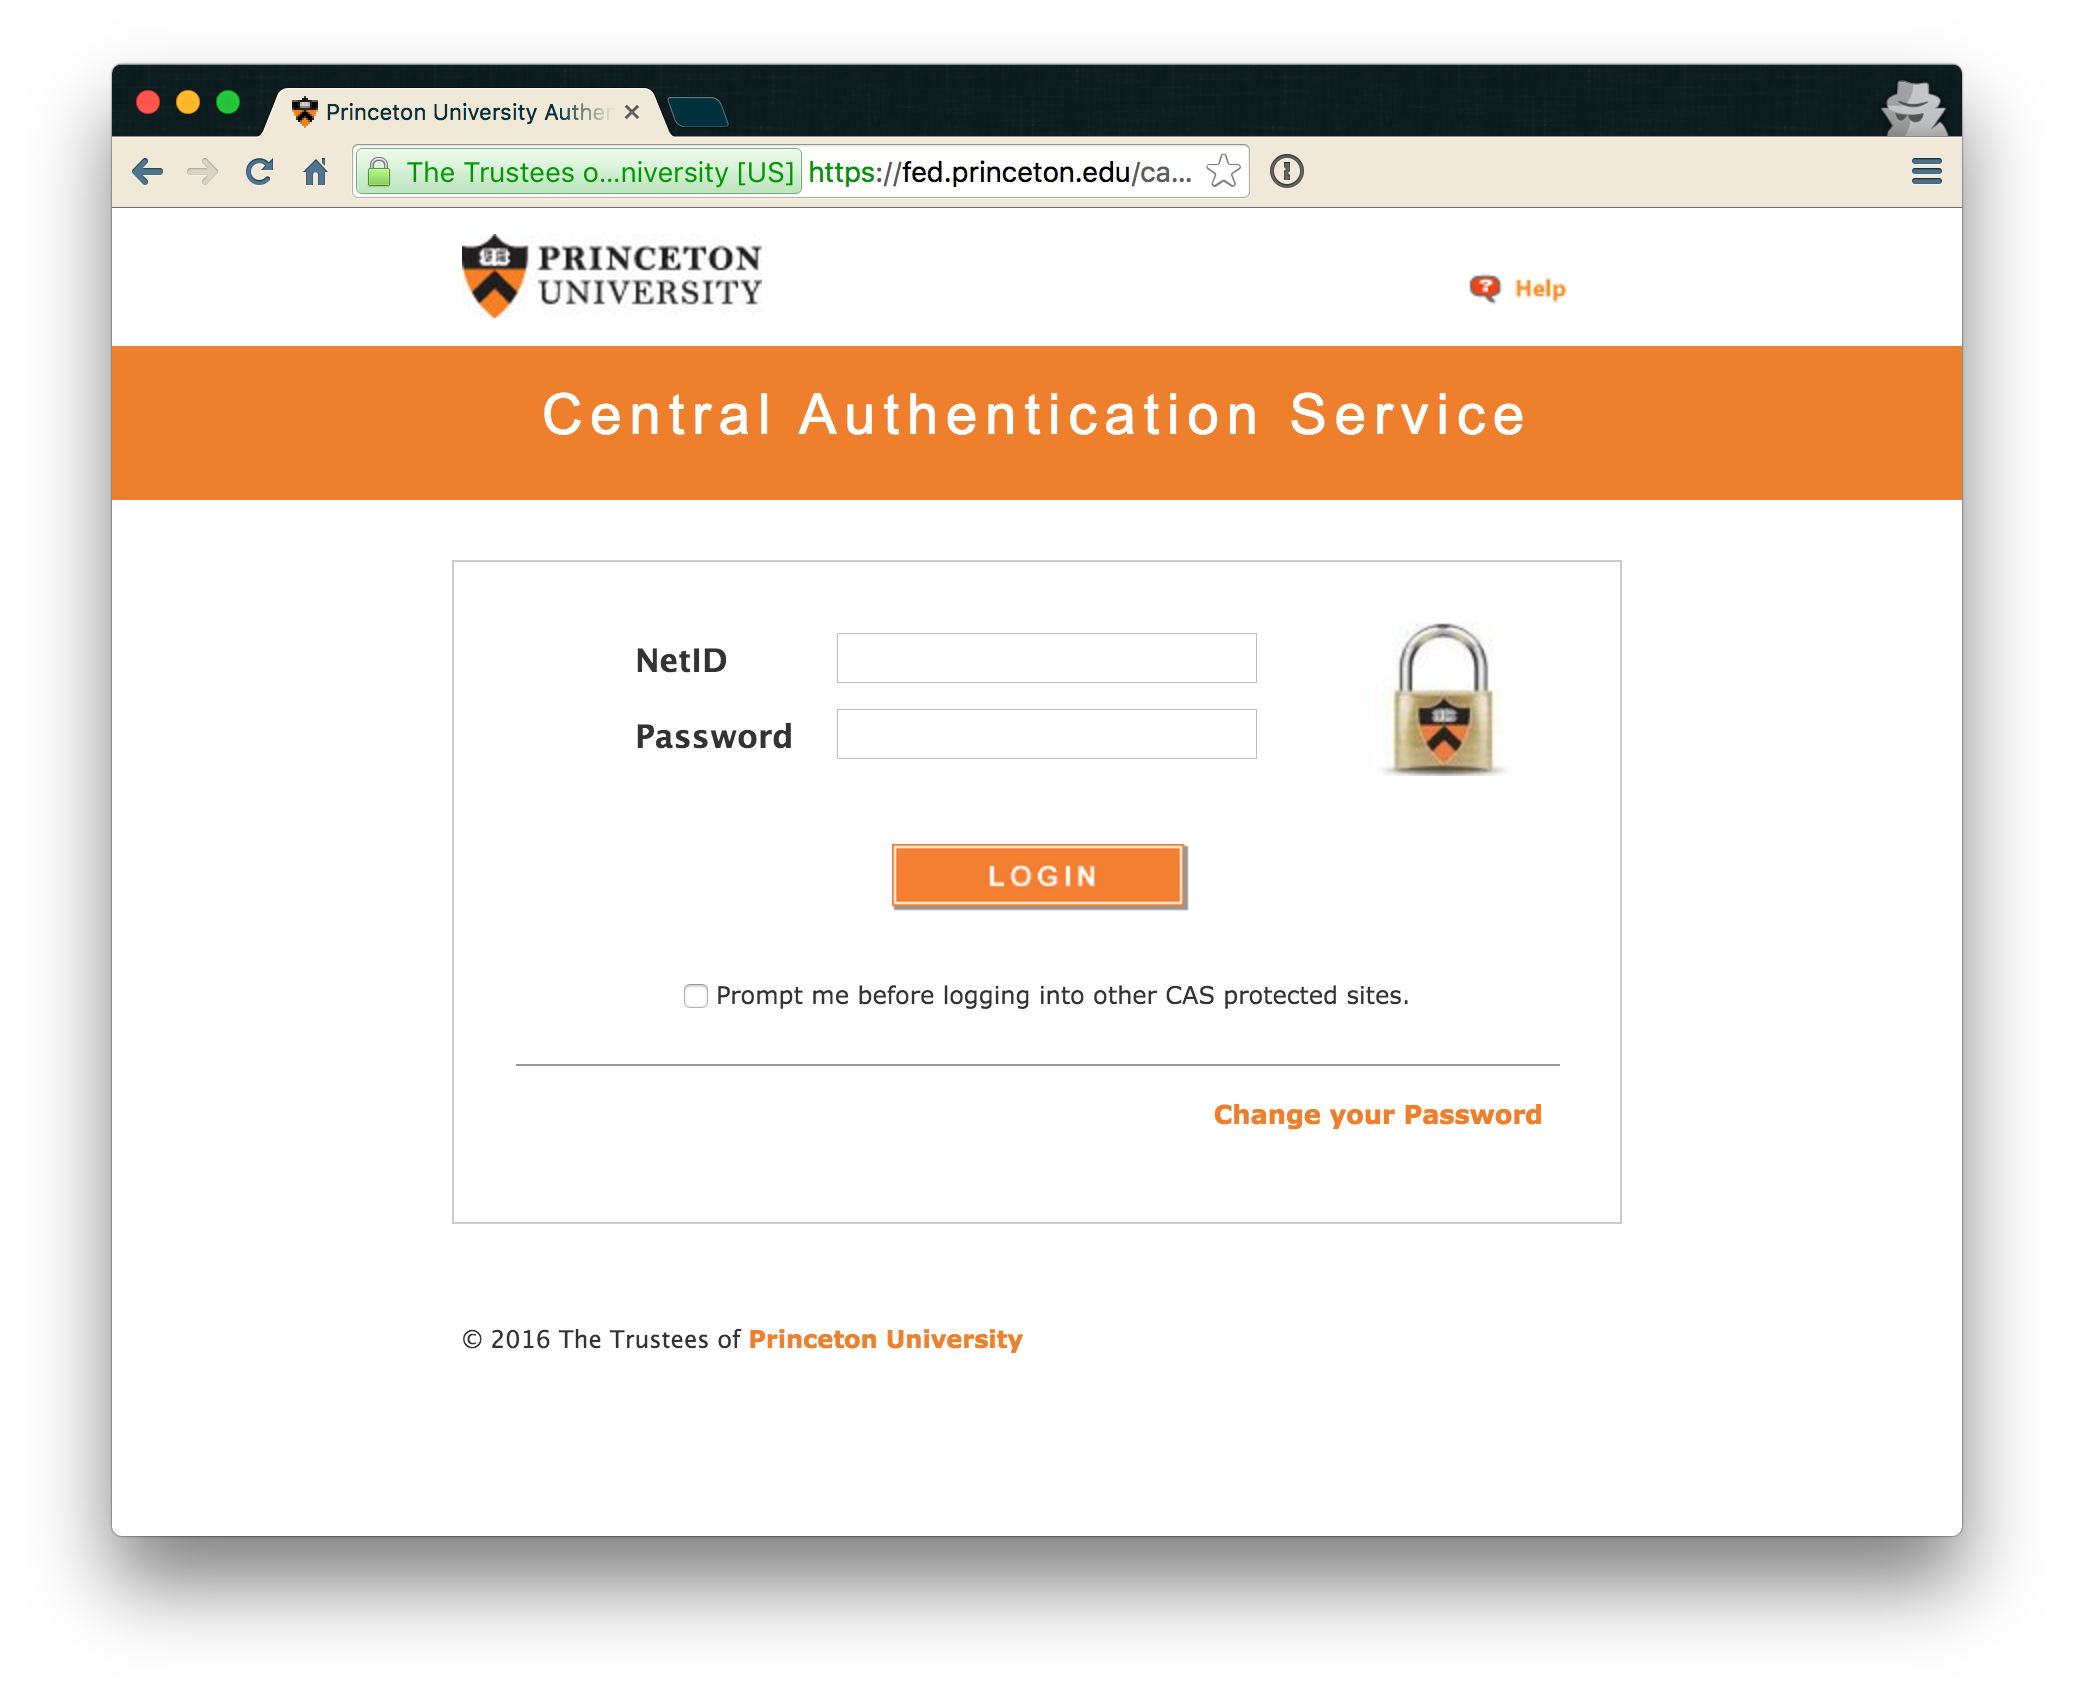 Princeton University Auther
The Trustees o...niversity [US] https://fed.princeton.edu/ca...
PRINCETON
UNIVERSITY
Help
Central Authentication Service
NetID
Password
LOGIN
Prompt me before logging into other CAS protected sites.
Change your Password
© 2016 The Trustees of Princeton University